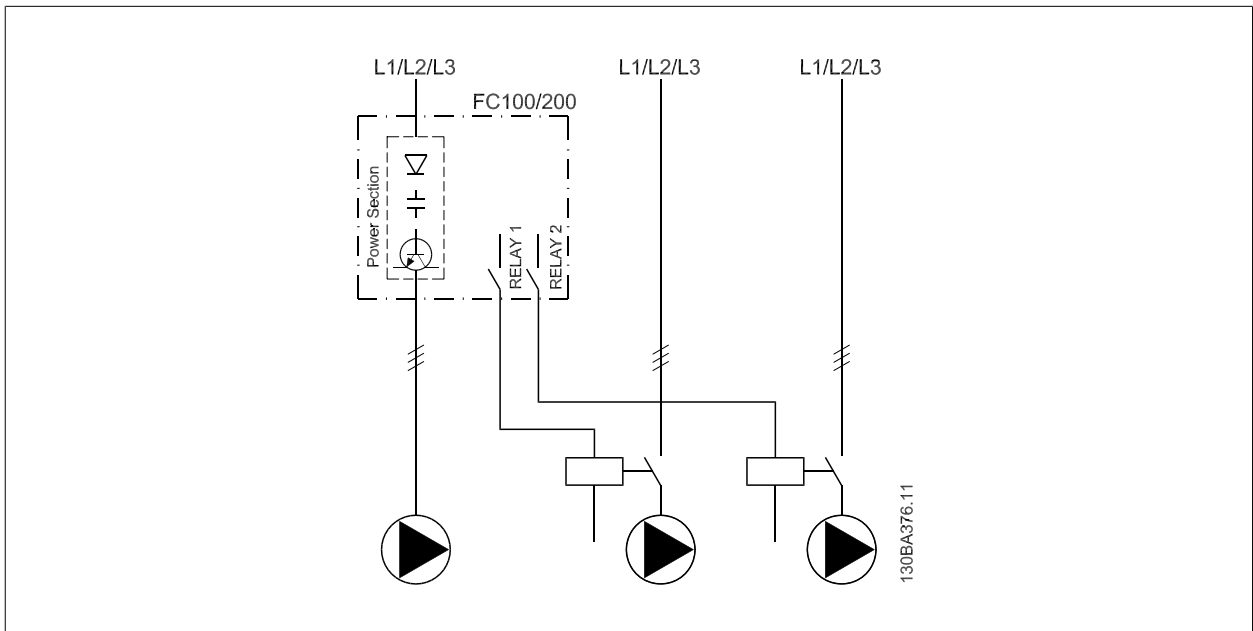 L1/L2/L3
L1/L2/L3
L1/L2/L3
FC100/200
Power Section
RELAY 1
RELAY 2
130BA376.11